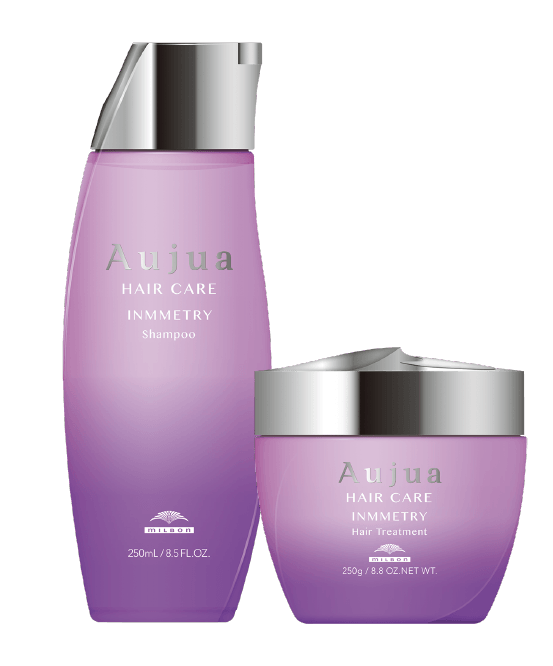 Aujua
HAIR CARE
INMMETRY
Shampoo
MILBON
250mL / 8.5 FL.OZ.
Aujua
HAIR CARE
INMMETRY
Hair Treatment
MILBON
250g / 8.8 OZ.NET WT.